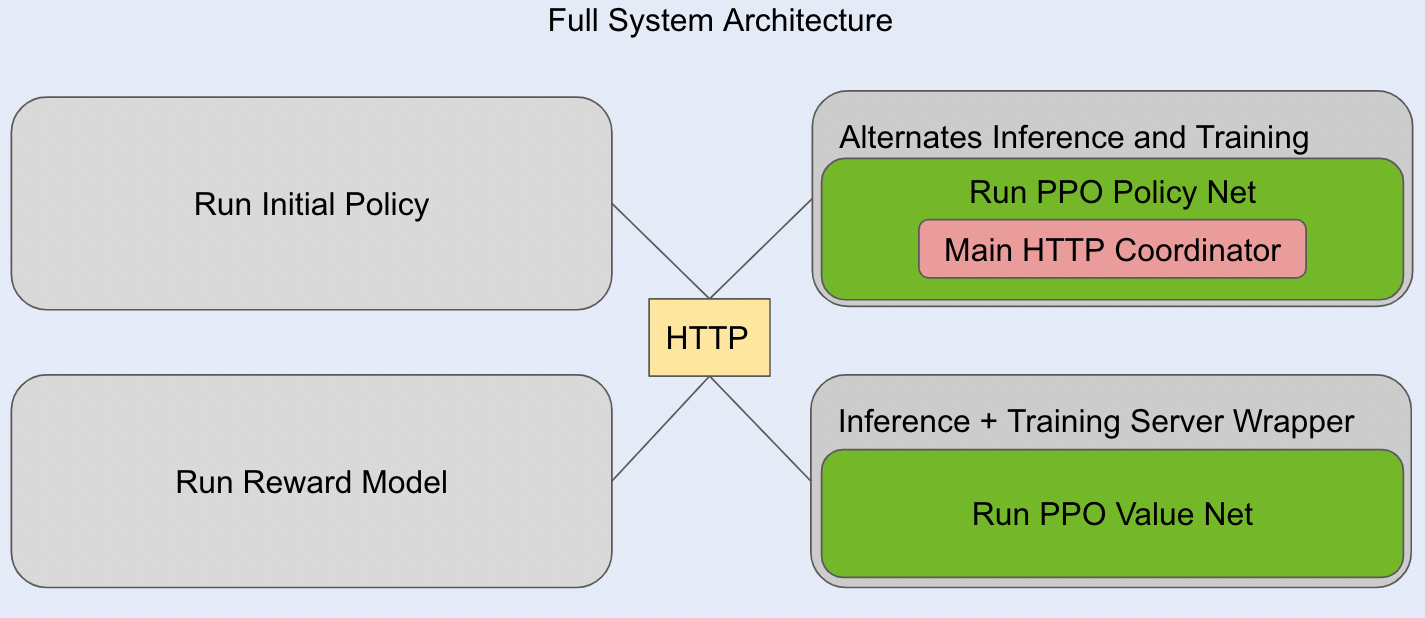 Full System Architecture
Run Initial Policy
Alternates Inference and Training
Run PPO Policy Net
Main HTTP Coordinator
HTTP
Run Reward Model
Inference + Training Server Wrapper
Run PPO Value Net